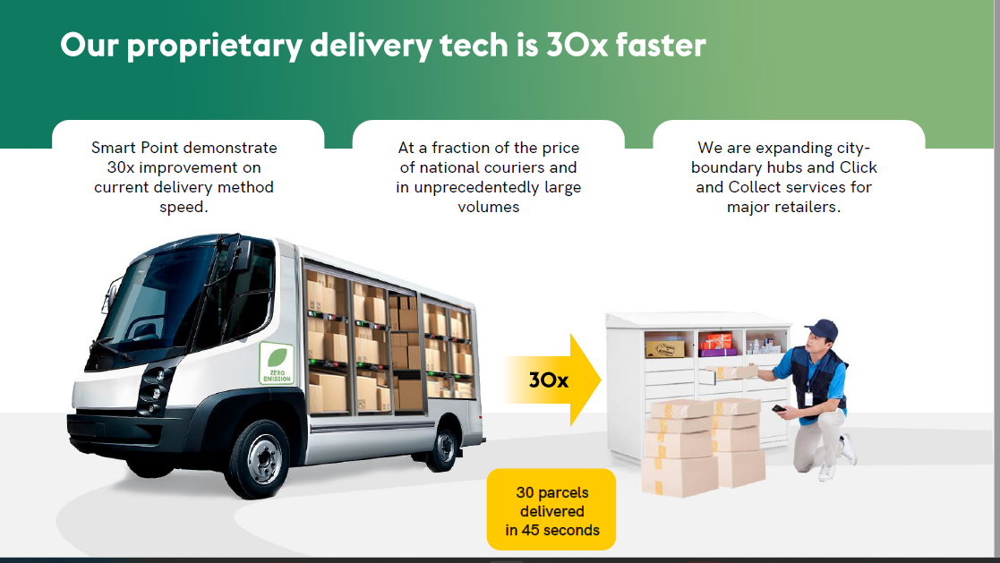 Our proprietary delivery tech is 30x faster
Smart Point demonstrate
30x improvement on
current delivery method
speed.
At a fraction of the price
of national couriers and
in unprecedentedly large
volumes
We are expanding city-
boundary hubs and Click
and Collect services for
major retailers.
ZERO
EMISSION
30x
30 parcels
delivered
in 45 seconds